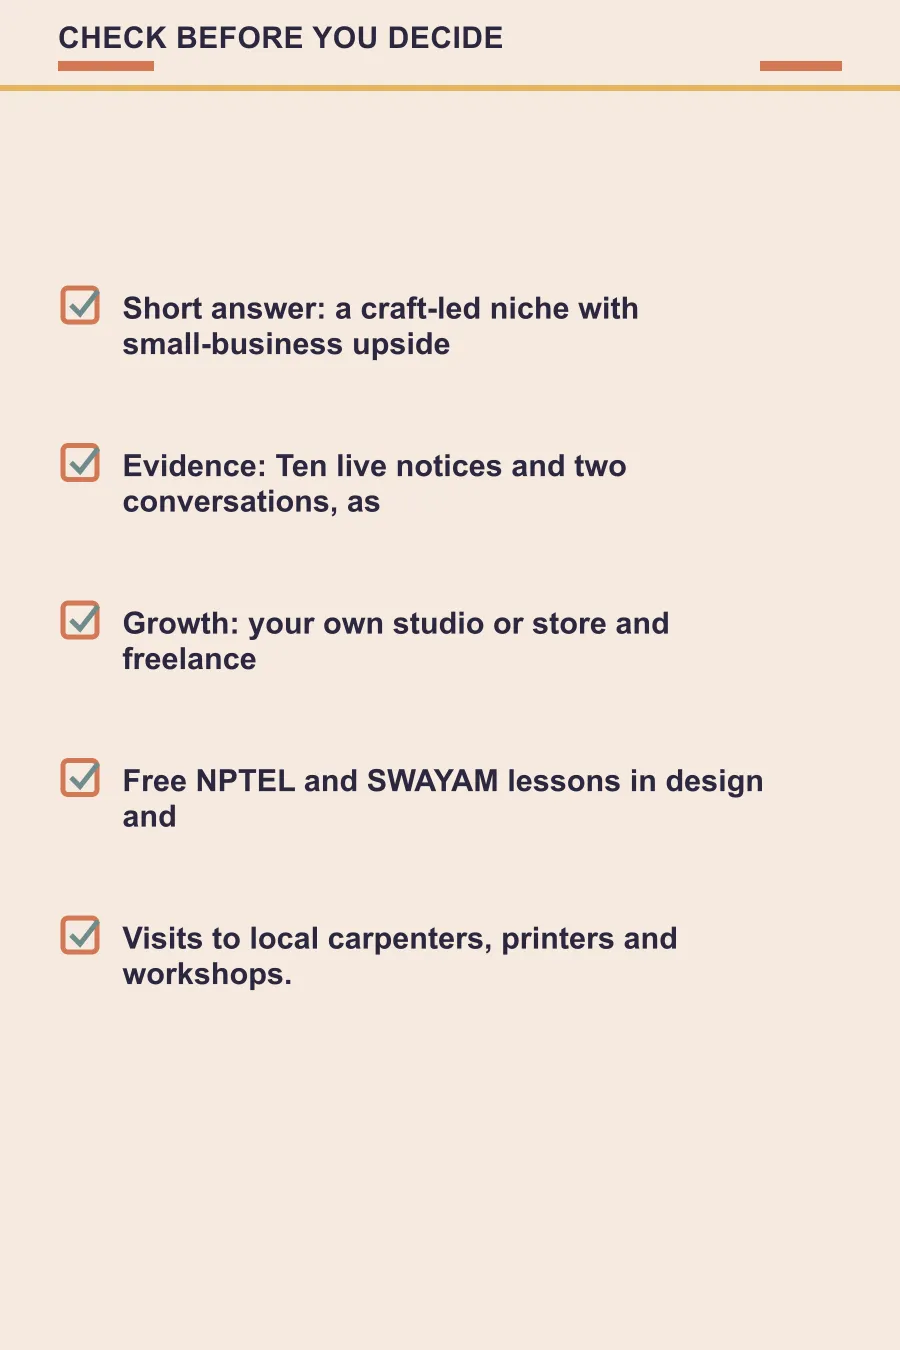 CHECK BEFORE YOU DECIDE
Short answer: a craft-led niche with
small-business upside
Evidence: Ten live notices and two
conversations, as
Growth: your own studio or store and
freelance
Free NPTEL and SWAYAM lessons in design
and
Visits to local carpenters, printers and
workshops.